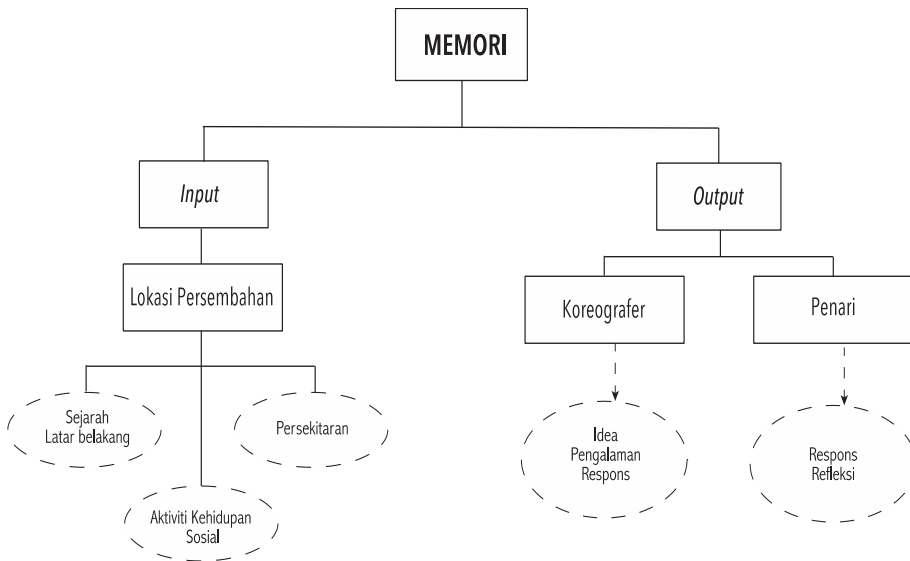 MEMORI
Input
Output
Lokasi Persembahan
Koreografer
Penari
Sejarah
Latar belakang
Persekitaran
Aktiviti Kehidupan
Sosial
Idea
Pengalaman
Respons
Respons
Refleksi